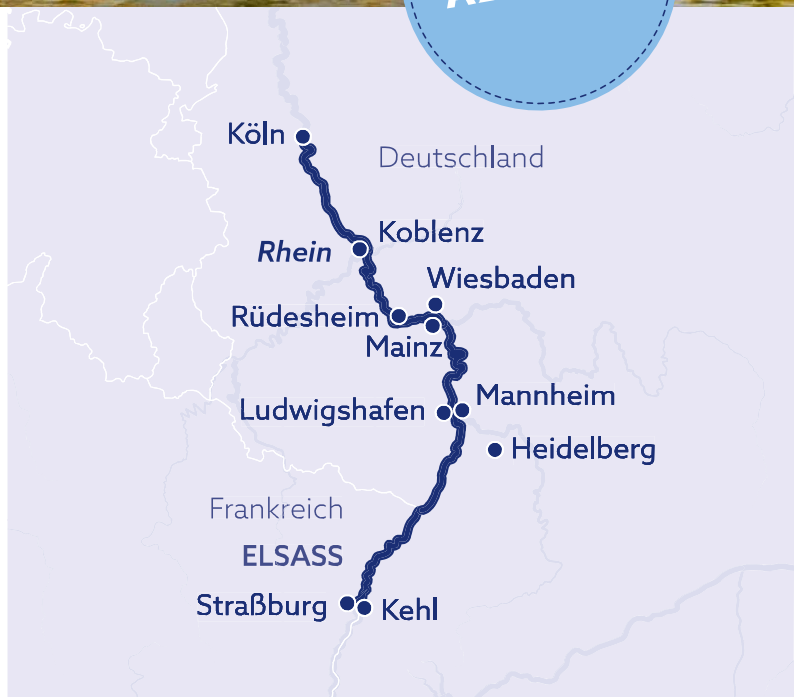 Köln
Deutschland
Koblenz
Rhein
Wiesbaden
Rüdesheim
Mainz
Mannheim
Ludwigshafen
Heidelberg
Frankreich
ELSASS
Straßburg
Kehl